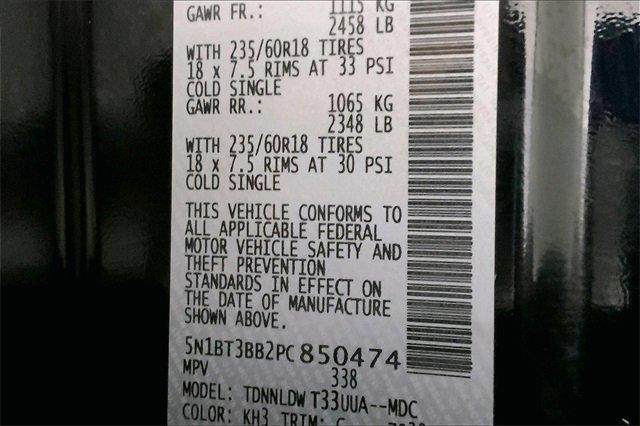 GAWR FR.: 1115 KG
2458 LB
WITH 235/60R18 TIRES
18 x 7.5 RIMS AT 33 PSI
COLD SINGLE
GAWR RR.: 1065 KG
2348 LB
WITH 235/60R18 TIRES
18 x 7.5 RIMS AT 30 PSI
COLD SINGLE
THIS VEHICLE CONFORMS TO
ALL APPLICABLE FEDERAL
MOTOR VEHICLE SAFETY AND
THEFT PREVENTION
STANDARDS IN EFFECT ON
THE DATE OF MANUFACTURE
SHOWN ABOVE.
5N1BT3BB2PC850474
MPV 338
MODEL: TDNNLDW T33UUA--MDC
COLOR: KH3 TRIM: G